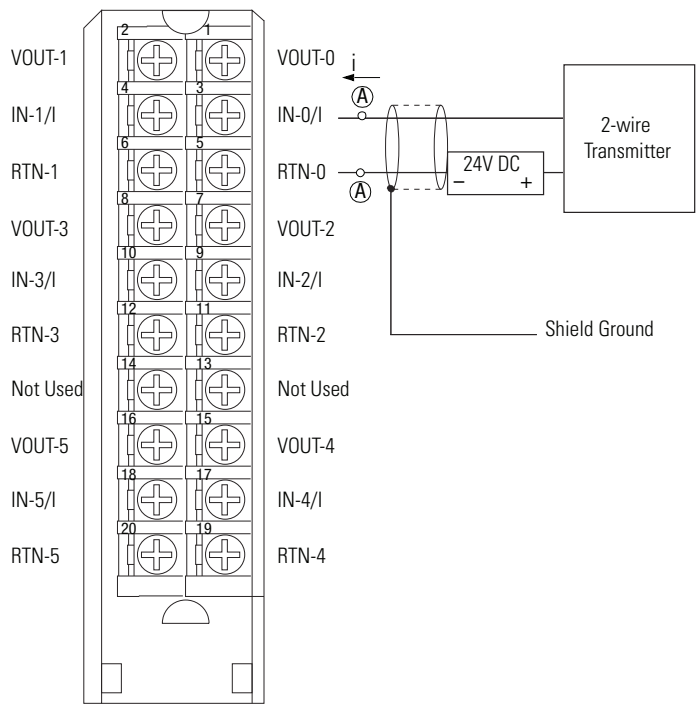 2 1
VOUT-1 VOUT-0 i
4 3 A
IN-1/I IN-0/I
2-wire
Transmitter
6 5
RTN-1 RTN-0 24V DC
− +
A
8 7
VOUT-3 VOUT-2
10 9
IN-3/I IN-2/I
12 11
RTN-3 RTN-2 Shield Ground
14 13
Not Used Not Used
16 15
VOUT-5 VOUT-4
18 17
IN-5/I IN-4/I
20 19
RTN-5 RTN-4